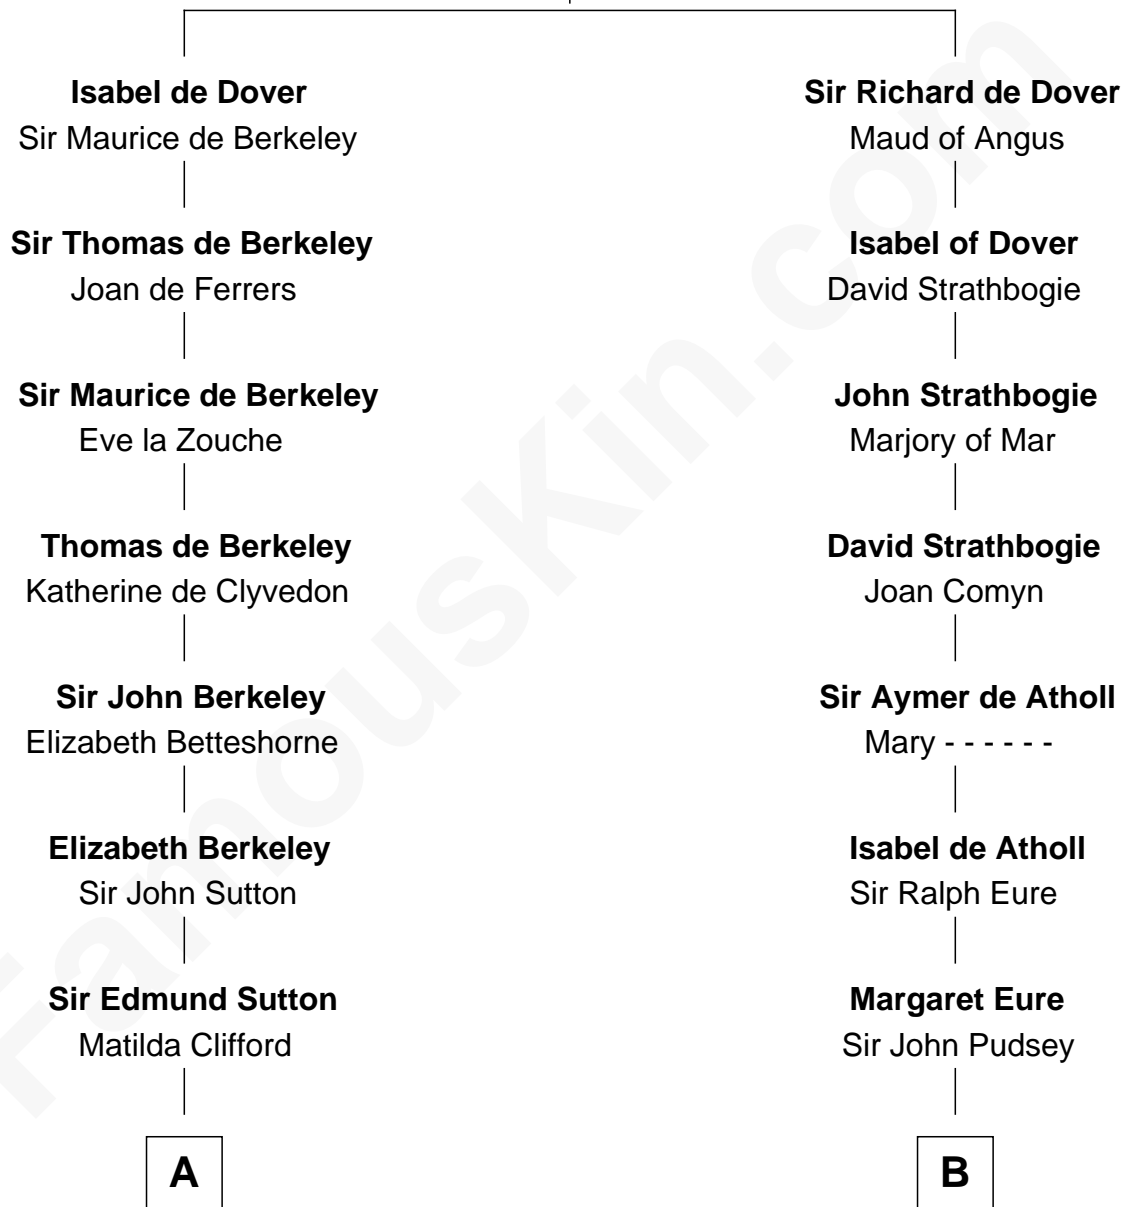 Isabel de Dover
Sir Maurice de Berkeley
Sir Thomas de Berkeley
Joan de Ferrers
Sir Maurice de Berkeley
Eve la Zouche
Thomas de Berkeley
Katherine de Clyvedon
Sir John Berkeley
Elizabeth Betteshorne
Elizabeth Berkeley
Sir John Sutton
Sir Edmund Sutton
Matilda Clifford
A
Sir Richard de Dover
Maud of Angus
Isabel of Dover
David Strathbogie
John Strathbogie
Marjory of Mar
David Strathbogie
Joan Comyn
Sir Aymer de Atholl
Mary - - - - - -
Isabel de Atholl
Sir Ralph Eure
Margaret Eure
Sir John Pudsey
B
FamousKin.com